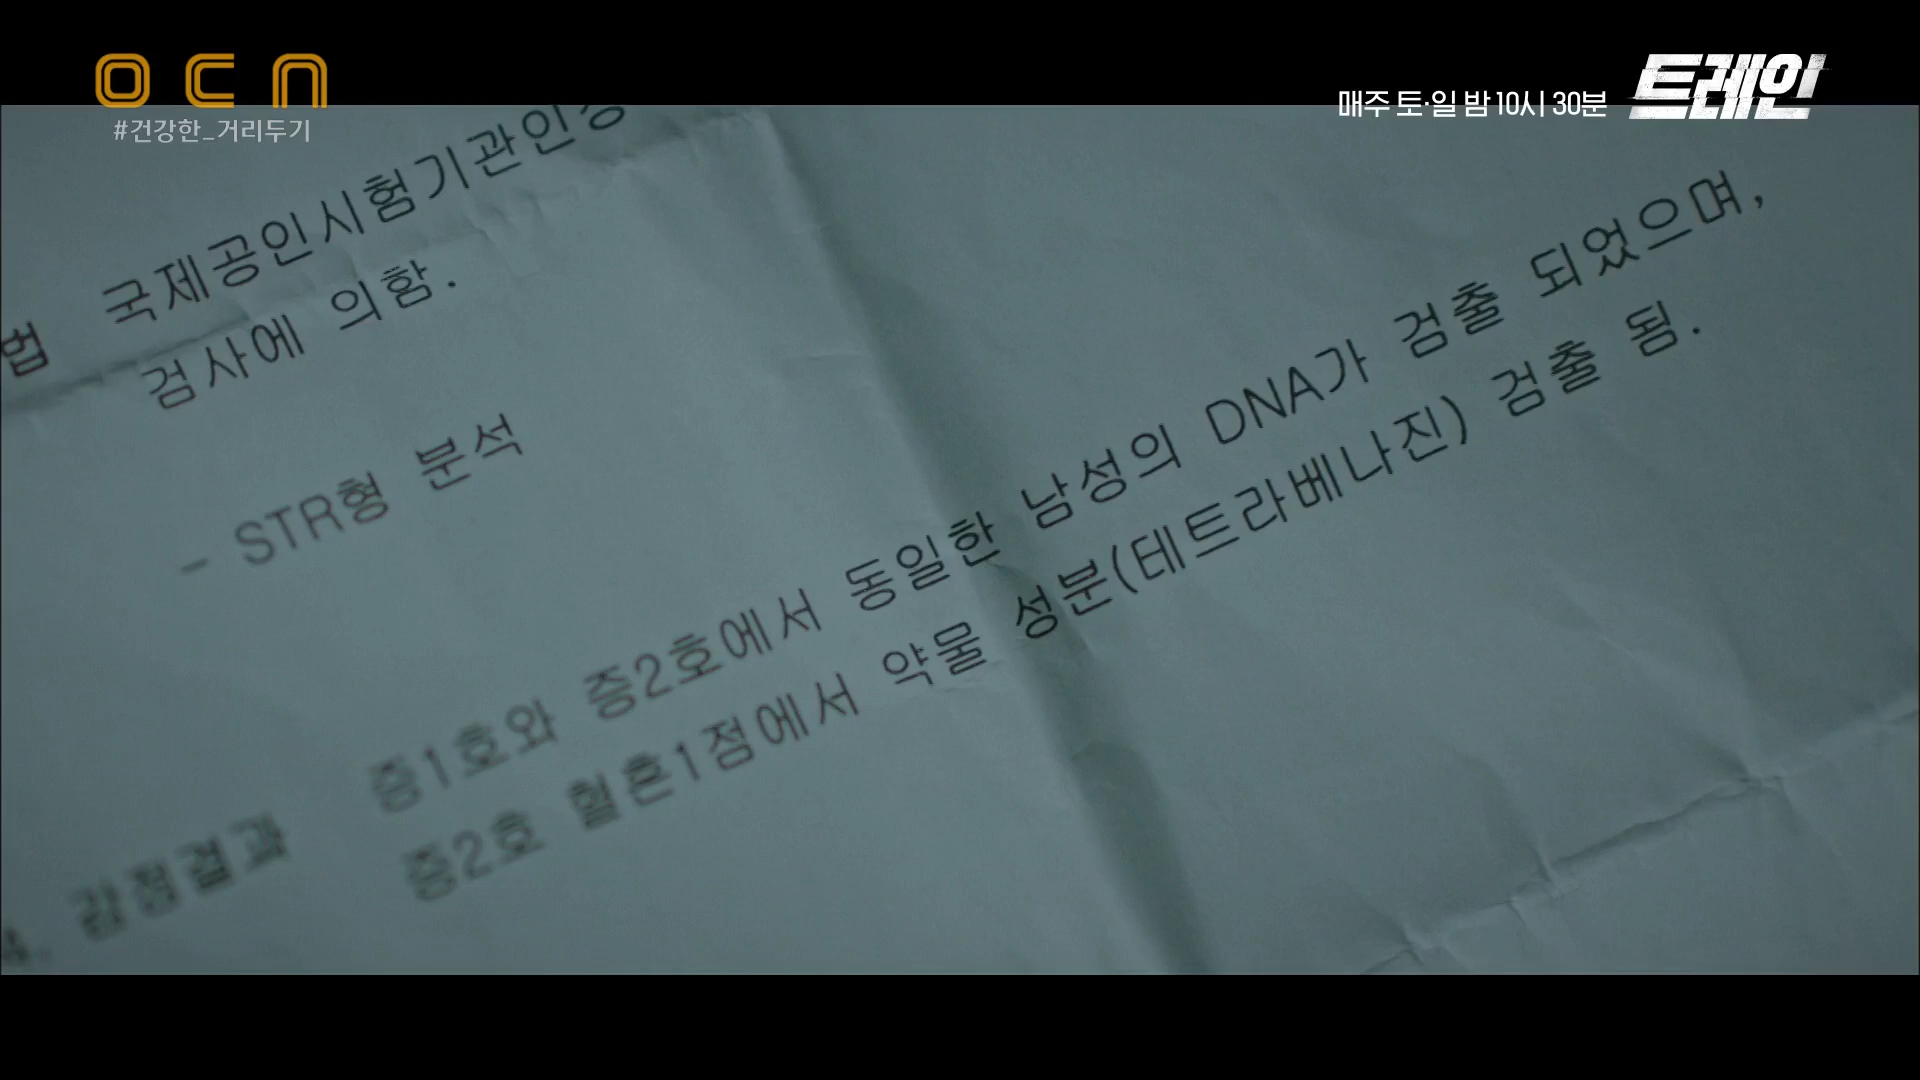 OCN
#건강한_거리두기
매주 토·일 밤 10시 30분
트레인
법 국제공인시험기관인정
검사에 의함.
- STR형 분석
감정결과 증1호와 증2호에서 동일한 남성의 DNA가 검출 되었으며,
증2호 혈흔1점에서 약물 성분(테트라베나진) 검출 됨.